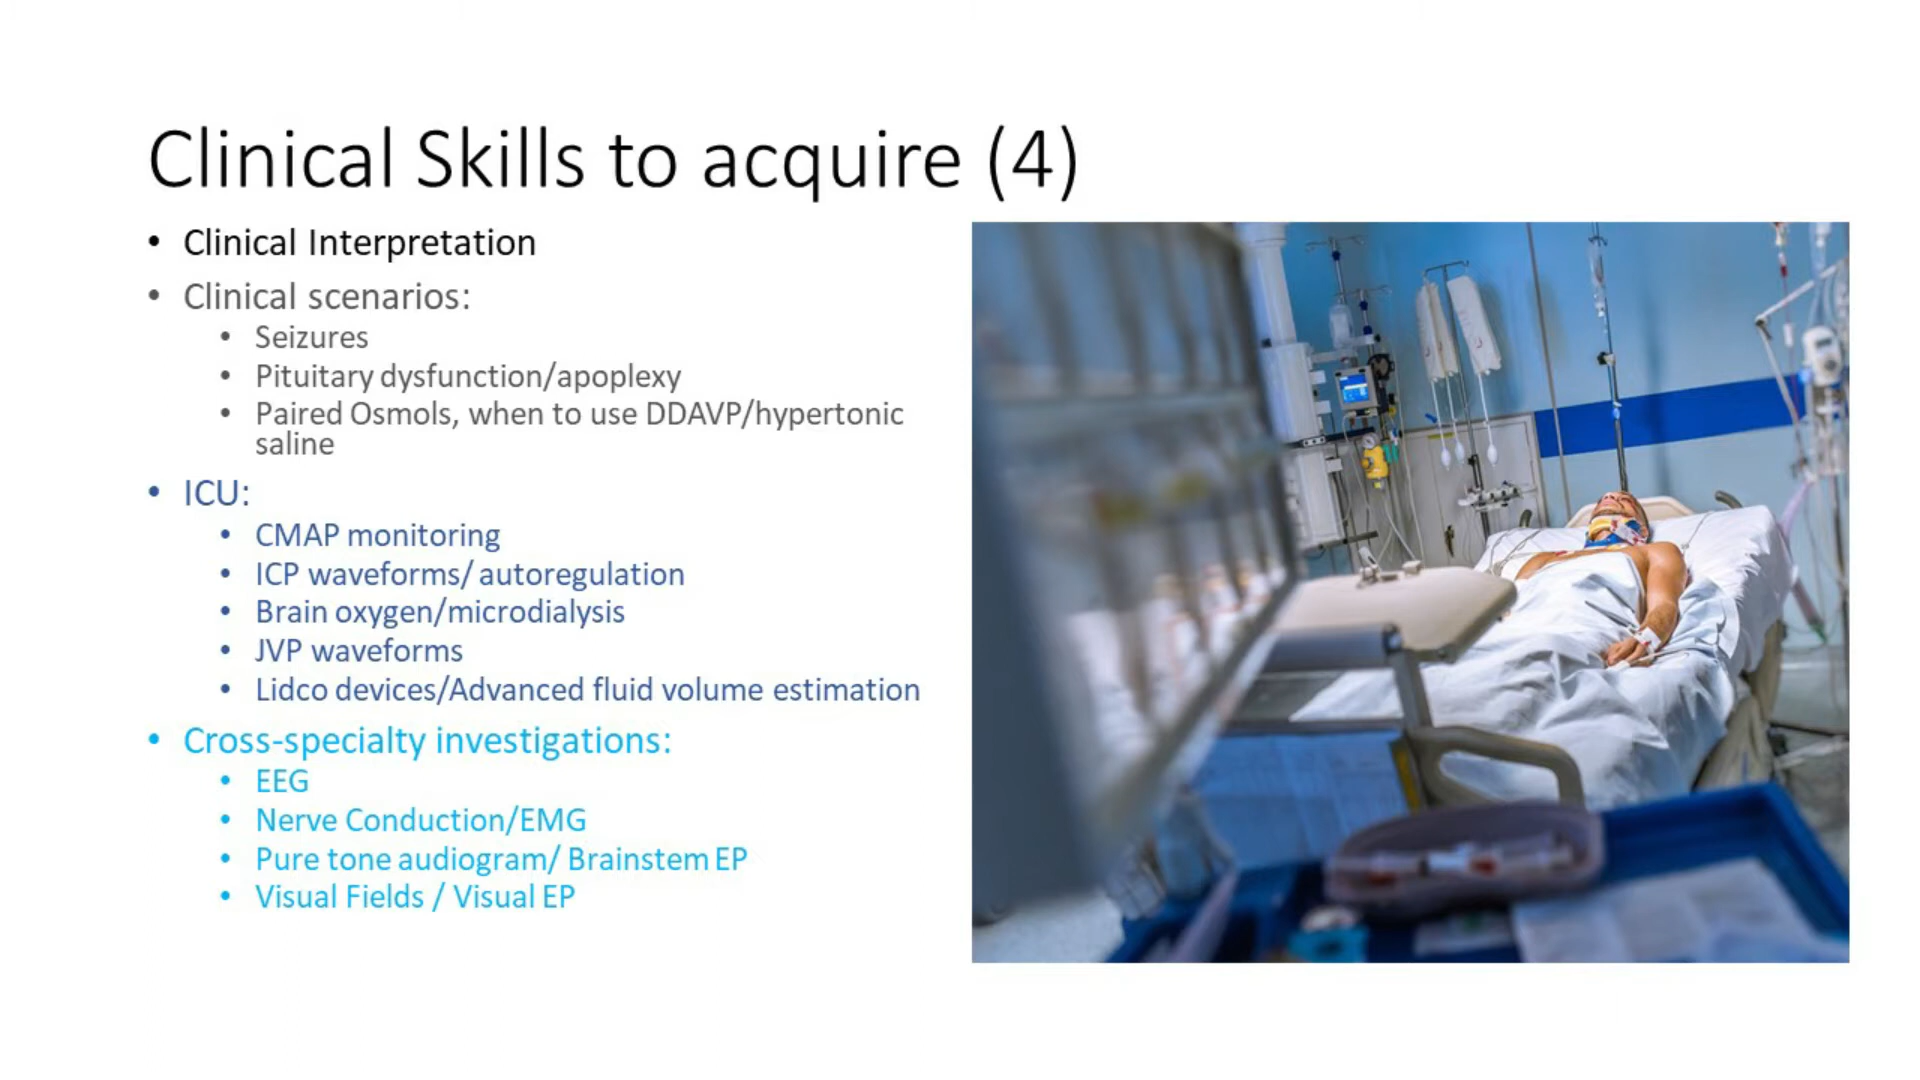 Clinical Skills to acquire (4)
• Clinical Interpretation
• Clinical scenarios:
• Seizures
• Pituitary dysfunction/apoplexy
• Paired Osmols, when to use DDAVP/hypertonic
saline
• ICU:
• CMAP monitoring
• ICP waveforms/ autoregulation
• Brain oxygen/microdialysis
• JVP waveforms
• Lidco devices/Advanced fluid volume estimation
• Cross-specialty investigations:
• EEG
• Nerve Conduction/EMG
• Pure tone audiogram/ Brainstem EP
• Visual Fields / Visual EP